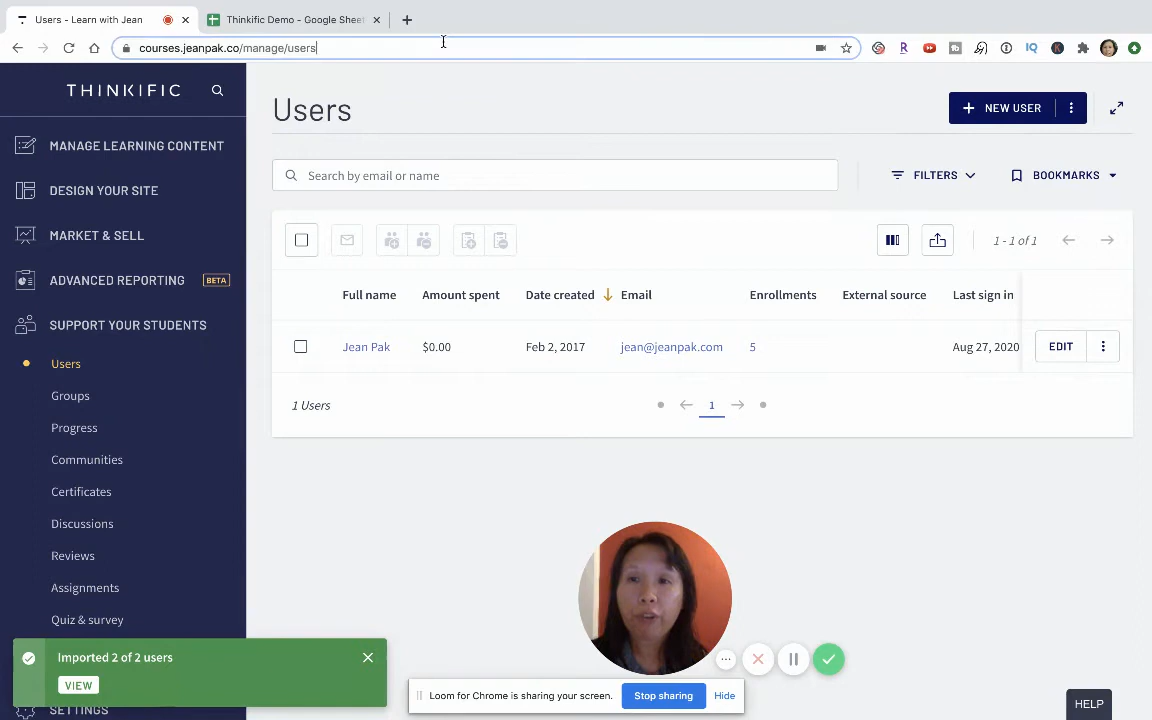 Users - Learn with Jean
Thinkific Demo - Google Sheet
courses.jeanpak.co/manage/users
R
IQ
K
THINKIFIC
MANAGE LEARNING CONTENT
DESIGN YOUR SITE
MARKET & SELL
ADVANCED REPORTING BETA
SUPPORT YOUR STUDENTS
Users
Groups
Progress
Communities
Certificates
Discussions
Reviews
Assignments
Quiz & survey
SETTINGS
Imported 2 of 2 users
VIEW
Users
+ NEW USER
Search by email or name
FILTERS
BOOKMARKS
1 - 1 of 1
Full name Amount spent Date created Email Enrollments External source Last sign in
Jean Pak $0.00 Feb 2, 2017 jean@jeanpak.com 5 Aug 27, 2020 EDIT
1 Users
1
Loom for Chrome is sharing your screen. Stop sharing Hide
HELP